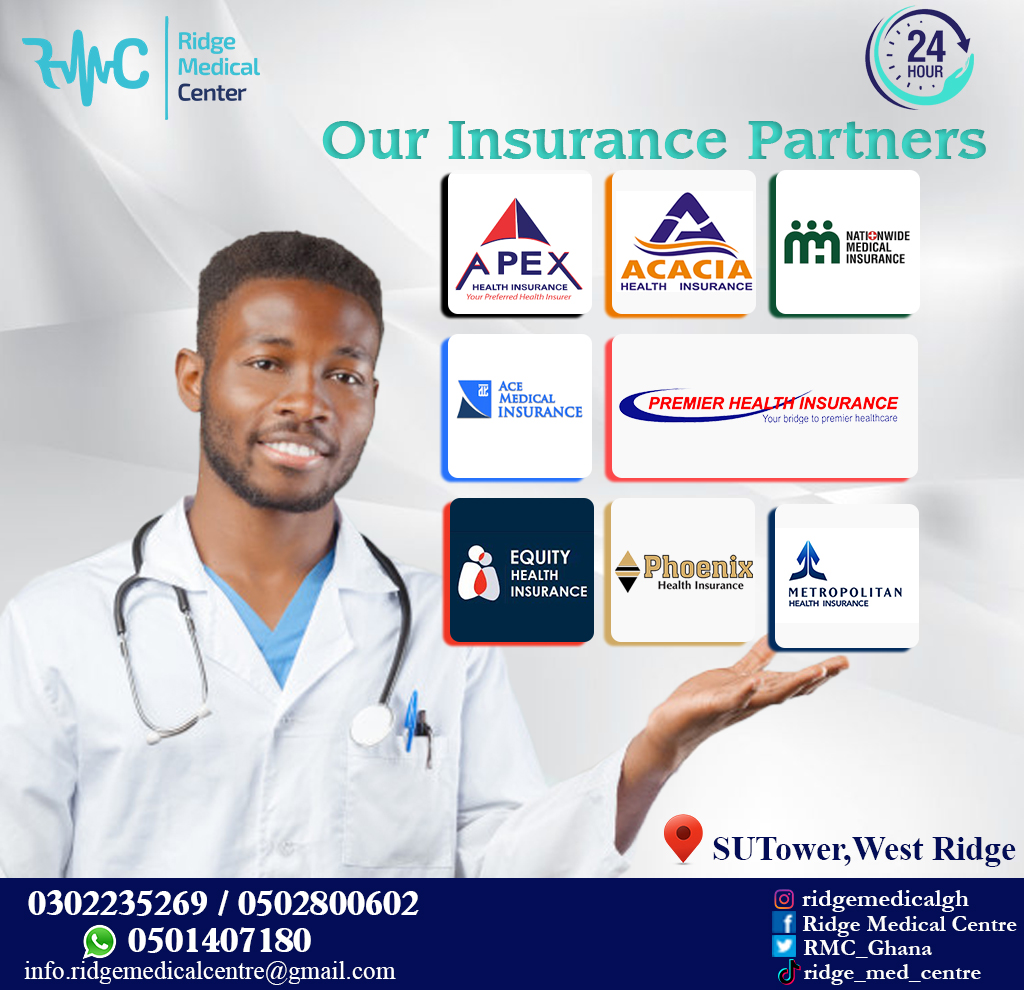 RMC
Ridge
Medical
Center
24
HOUR
Our Insurance Partners
APEX
HEALTH INSURANCE
Your Preferred Health Insurer
ACACIA
HEALTH INSURANCE
NATIONWIDE
MEDICAL
INSURANCE
ACE
MEDICAL
INSURANCE
PREMIER HEALTH INSURANCE
Your bridge to premier healthcare
EQUITY
HEALTH
INSURANCE
Phoenix
Health Insurance
METROPOLITAN
HEALTH INSURANCE
SUTower,West Ridge
0302235269 / 0502800602
0501407180
info.ridgemedicalcentre@gmail.com
ridgemedicalgh
Ridge Medical Centre
RMC_Ghana
ridge_med_centre